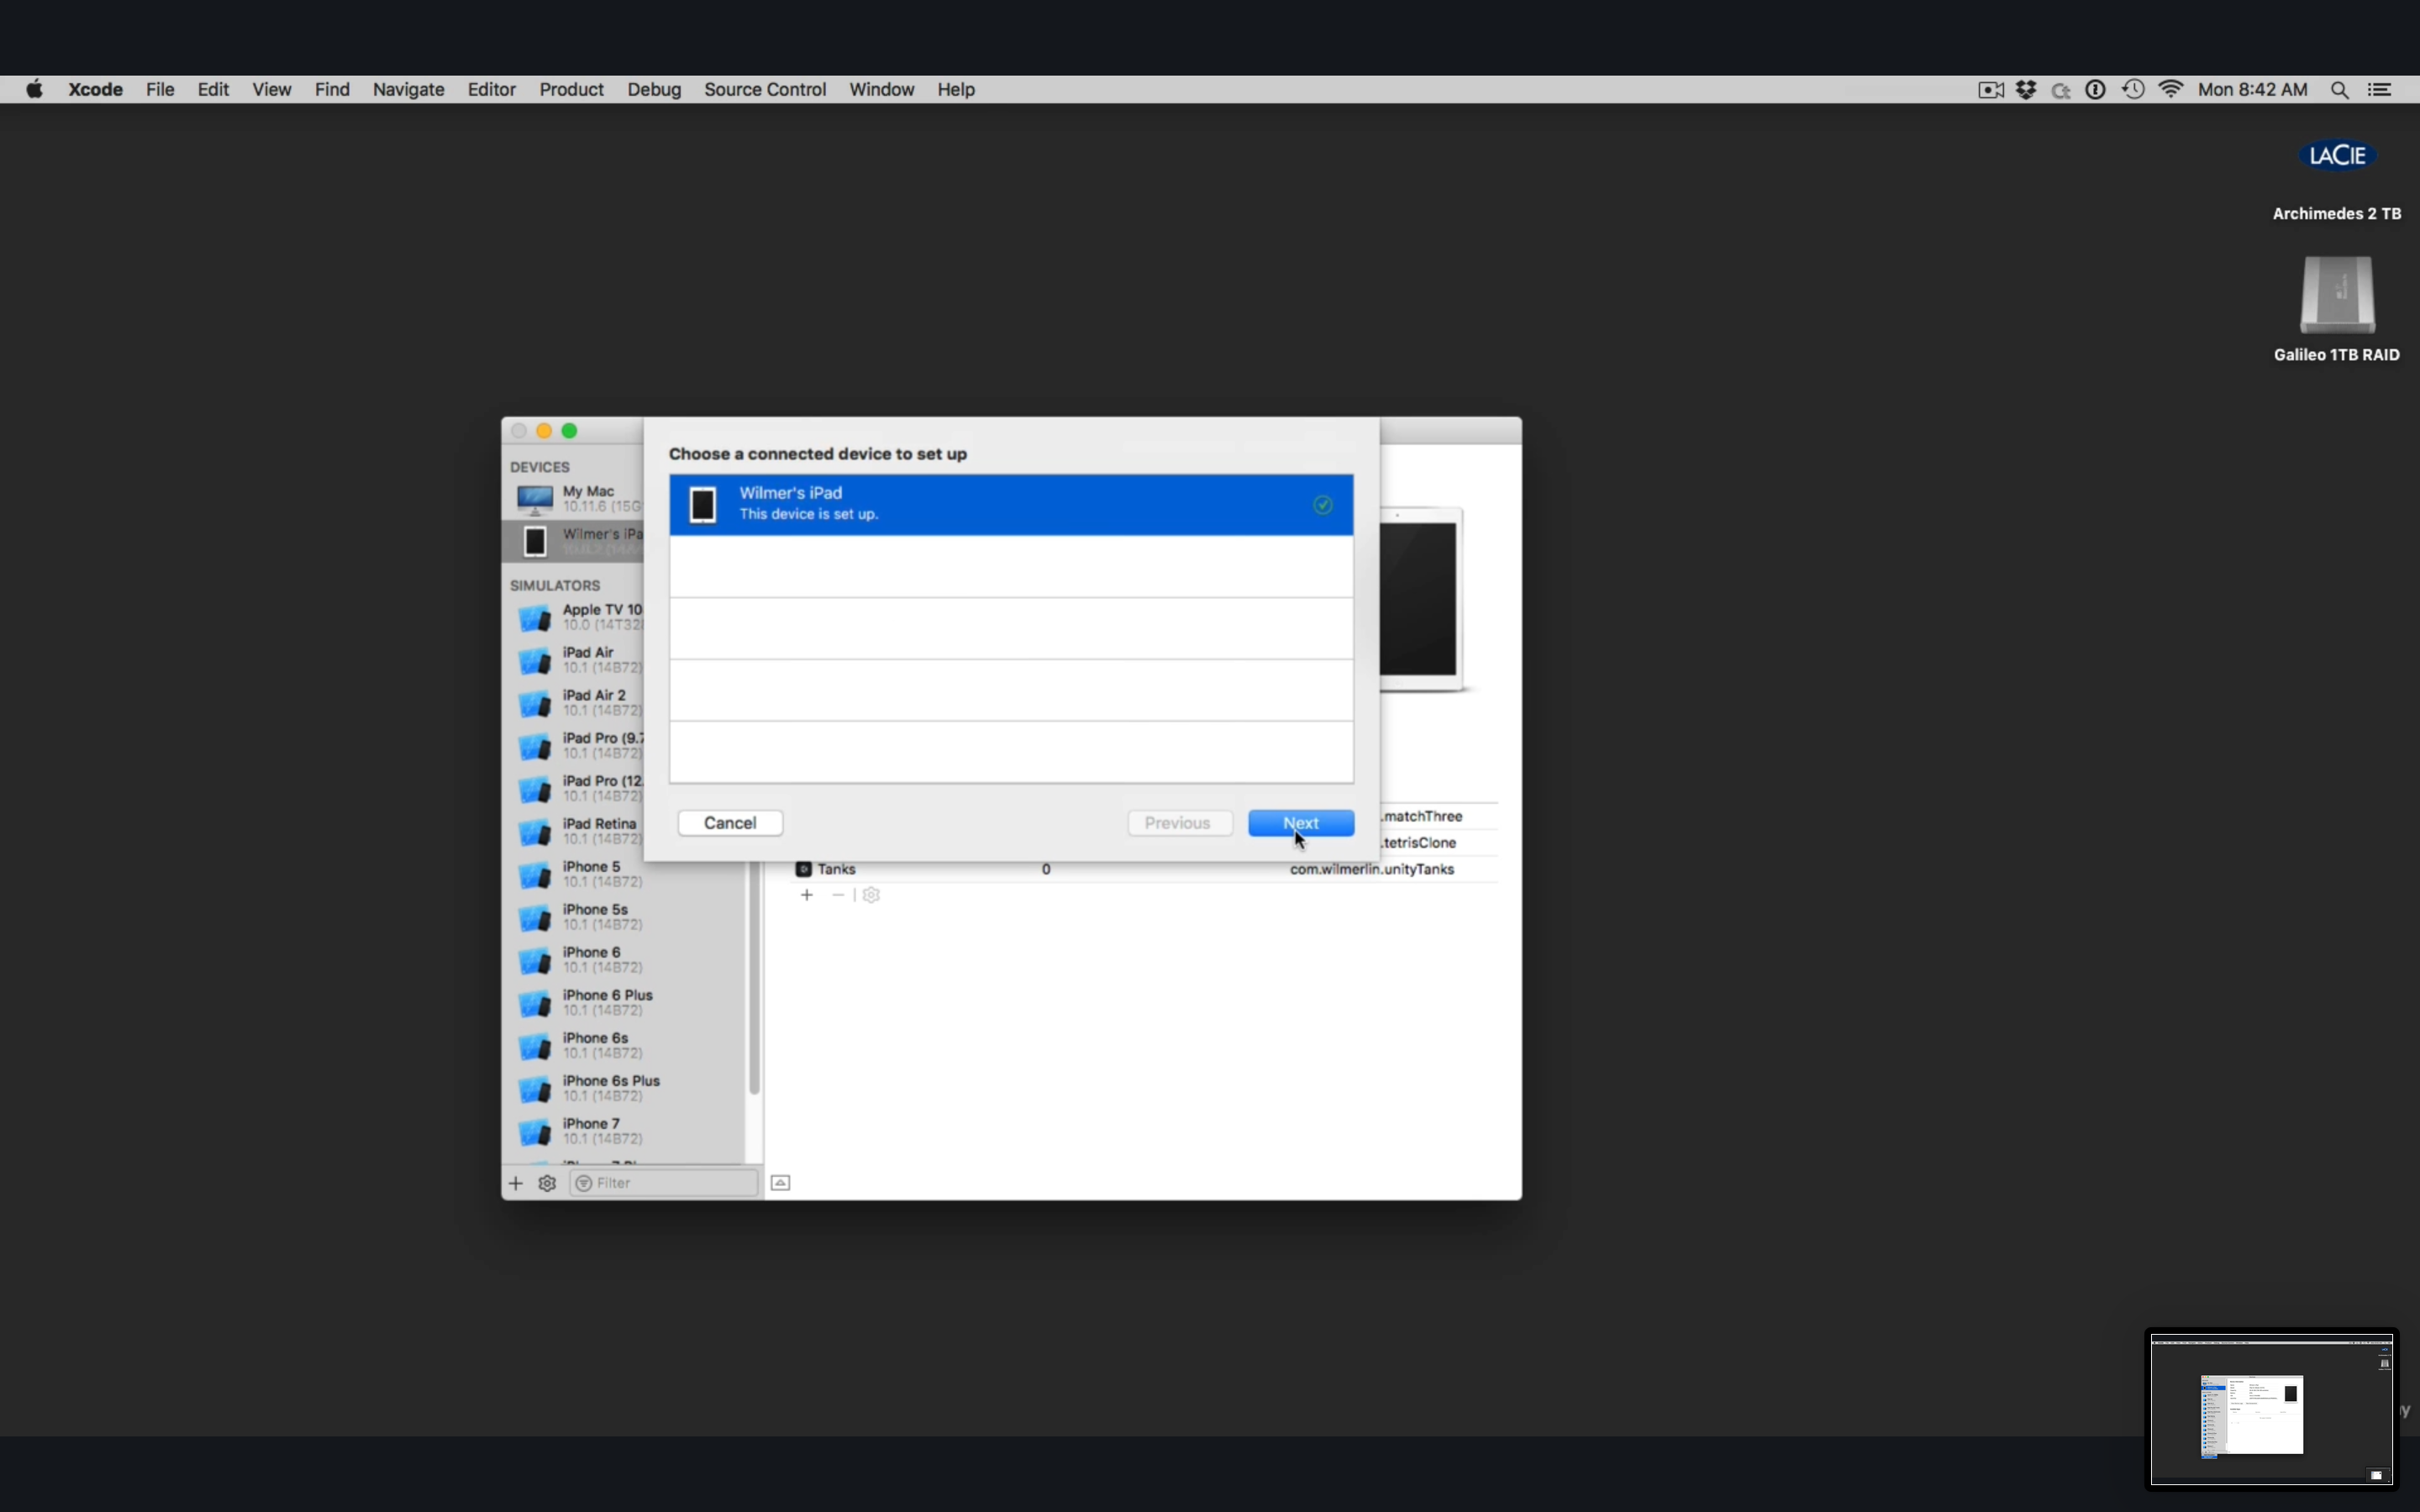 Xcode File Edit View Find Navigate Editor Product Debug Source Control Window Help Mon 8:42 AM
LACIE
Archimedes 2 TB
Galileo 1TB RAID
Choose a connected device to set up
Wilmer's iPad
This device is set up.
Cancel
Previous
Next
DEVICES
My Mac
10.11.6 (15G
Wilmer's iPa
SIMULATORS
Apple TV 10
10.0 (14T32
iPad Air
10.1 (14B72)
iPad Air 2
10.1 (14B72)
iPad Pro (9.7
10.1 (14B72)
iPad Pro (12.
10.1 (14B72)
iPad Retina
10.1 (14B72)
iPhone 5
10.1 (14B72)
iPhone 5s
10.1 (14B72)
iPhone 6
10.1 (14B72)
iPhone 6 Plus
10.1 (14B72)
iPhone 6s
10.1 (14B72)
iPhone 6s Plus
10.1 (14B72)
iPhone 7
10.1 (14B72)
Filter
.matchThree
.tetrisClone
Tanks 0 com.wilmerlin.unityTanks